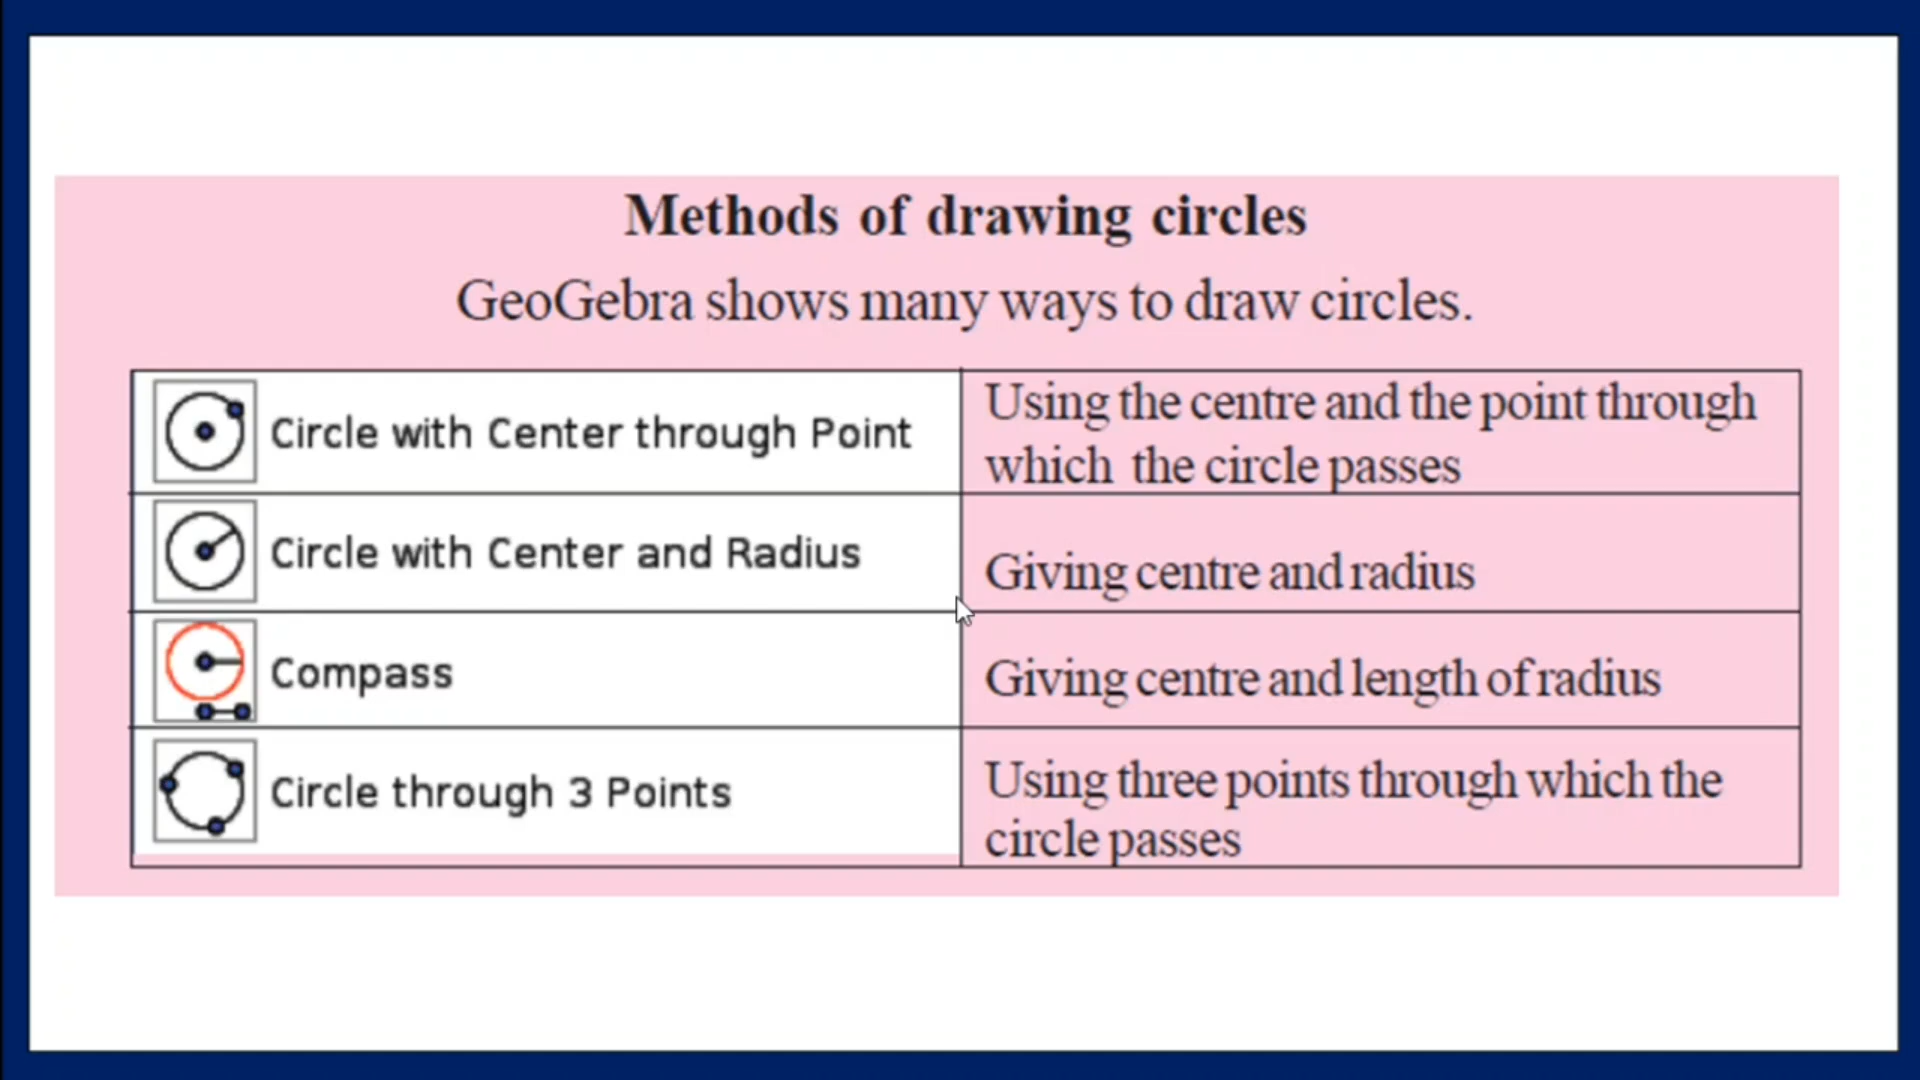 Methods of drawing circles
GeoGebra shows many ways to draw circles.
Circle with Center through Point
Using the centre and the point through
which the circle passes
Circle with Center and Radius
Giving centre and radius
Compass
Giving centre and length of radius
Circle through 3 Points
Using three points through which the
circle passes